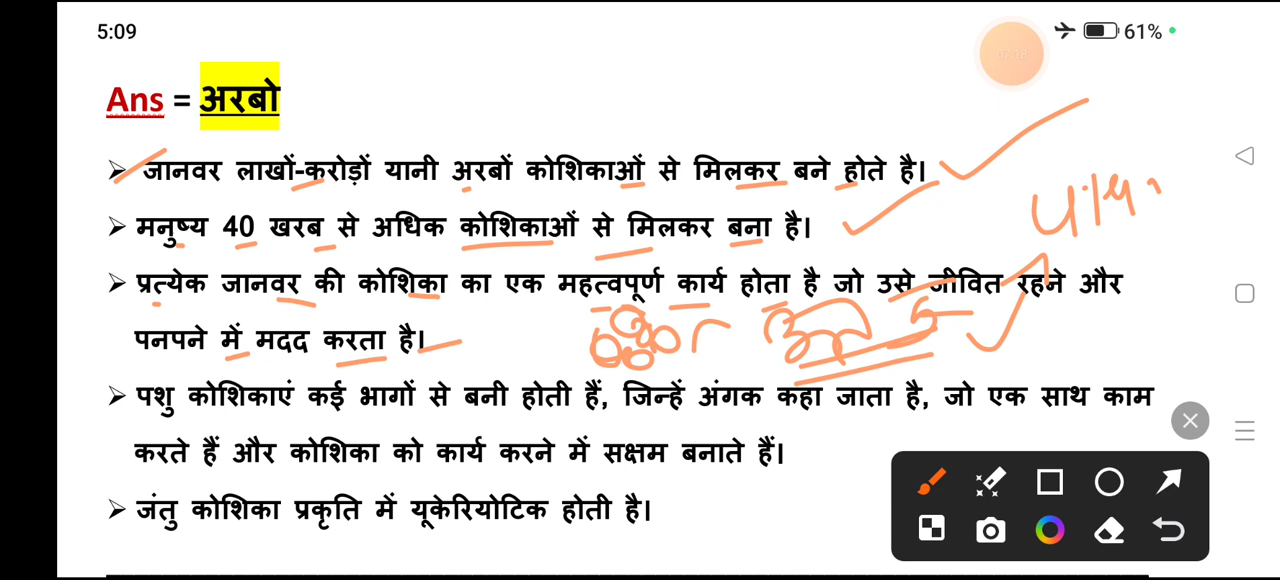 5:09
61%
Ans = अरबो
➢ जानवर लाखों-करोड़ों यानी अरबों कोशिकाओं से मिलकर बने होते है।
➢ मनुष्य 40 खरब से अधिक कोशिकाओं से मिलकर बना है।
➢ प्रत्येक जानवर की कोशिका का एक महत्वपूर्ण कार्य होता है जो उसे जीवित रहने और
पनपने में मदद करता है।
➢ पशु कोशिकाएं कई भागों से बनी होती हैं, जिन्हें अंगक कहा जाता है, जो एक साथ काम
करते हैं और कोशिका को कार्य करने में सक्षम बनाते हैं।
➢ जंतु कोशिका प्रकृति में यूकेरियोटिक होती है।